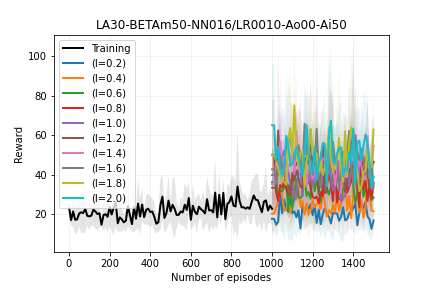 LA30-BETAm50-NN016/LR0010-Ao00-Ai50
Reward
100
80
60
40
20
Training
(l=0.2)
(l=0.4)
(l=0.6)
(l=0.8)
(l=1.0)
(l=1.2)
(l=1.4)
(l=1.6)
(l=1.8)
(l=2.0)
0 200 400 600 800 1000 1200 1400
Number of episodes